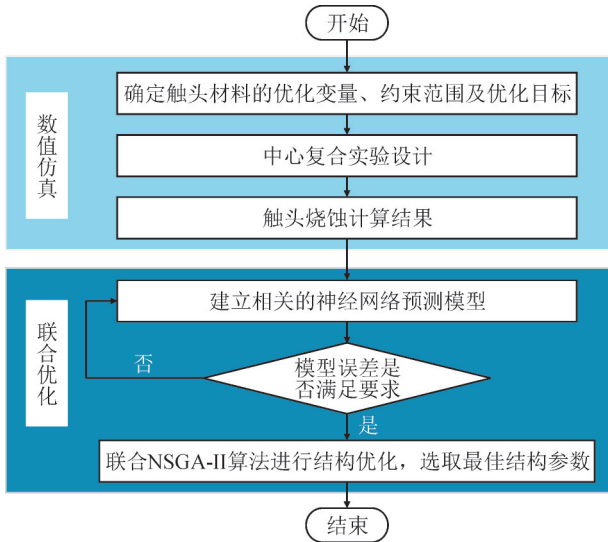 开始
数值仿真
确定触头材料的优化变量、约束范围及优化目标
中心复合实验设计
触头烧蚀计算结果
联合优化
建立相关的神经网络预测模型
模型误差是
否满足要求
否
是
联合NSGA-II算法进行结构优化，选取最佳结构参数
结束